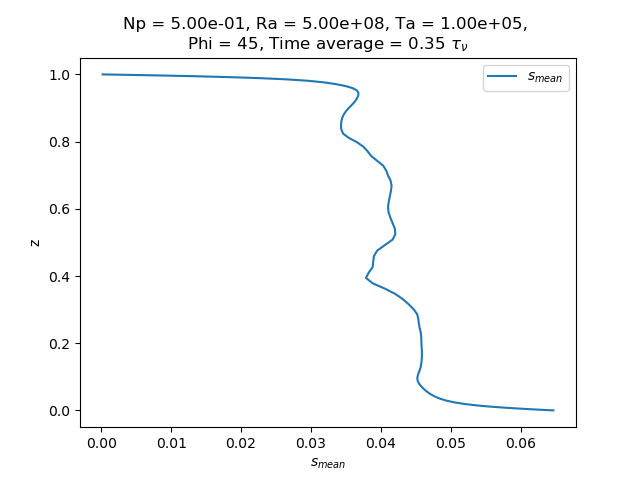 Np = 5.00e-01, Ra = 5.00e+08, Ta = 1.00e+05,
Phi = 45, Time average = 0.35 τν
s_mean
1.0
0.8
0.6
0.4
0.2
0.0
z
0.00 0.01 0.02 0.03 0.04 0.05 0.06
s_mean